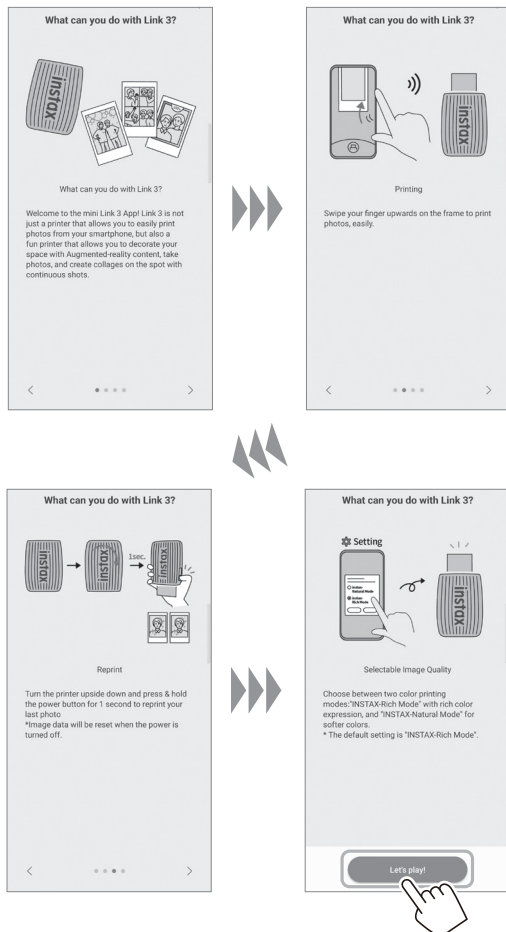 What can you do with Link 3?
instax
What can you do with Link 3?
Welcome to the mini Link 3 App! Link 3 is not
just a printer that allows you to easily print
photos from your smartphone, but also a
fun printer that allows you to decorate your
space with Augmented-reality content, take
photos, and create collages on the spot with
continuous shots.
What can you do with Link 3?
instax
Printing
Swipe your finger upwards on the frame to print
photos, easily.
What can you do with Link 3?
instax
instax
1sec.
instax
Reprint
Turn the printer upside down and press & hold
the power button for 1 second to reprint your
last photo
*Image data will be reset when the power is
turned off.
What can you do with Link 3?
Setting
instax
Natural Mode
instax
Rich Mode
instax
Selectable Image Quality
Choose between two color printing
modes:"INSTAX-Rich Mode" with rich color
expression, and "INSTAX-Natural Mode" for
softer colors.
* The default setting is "INSTAX-Rich Mode".
Let's play!